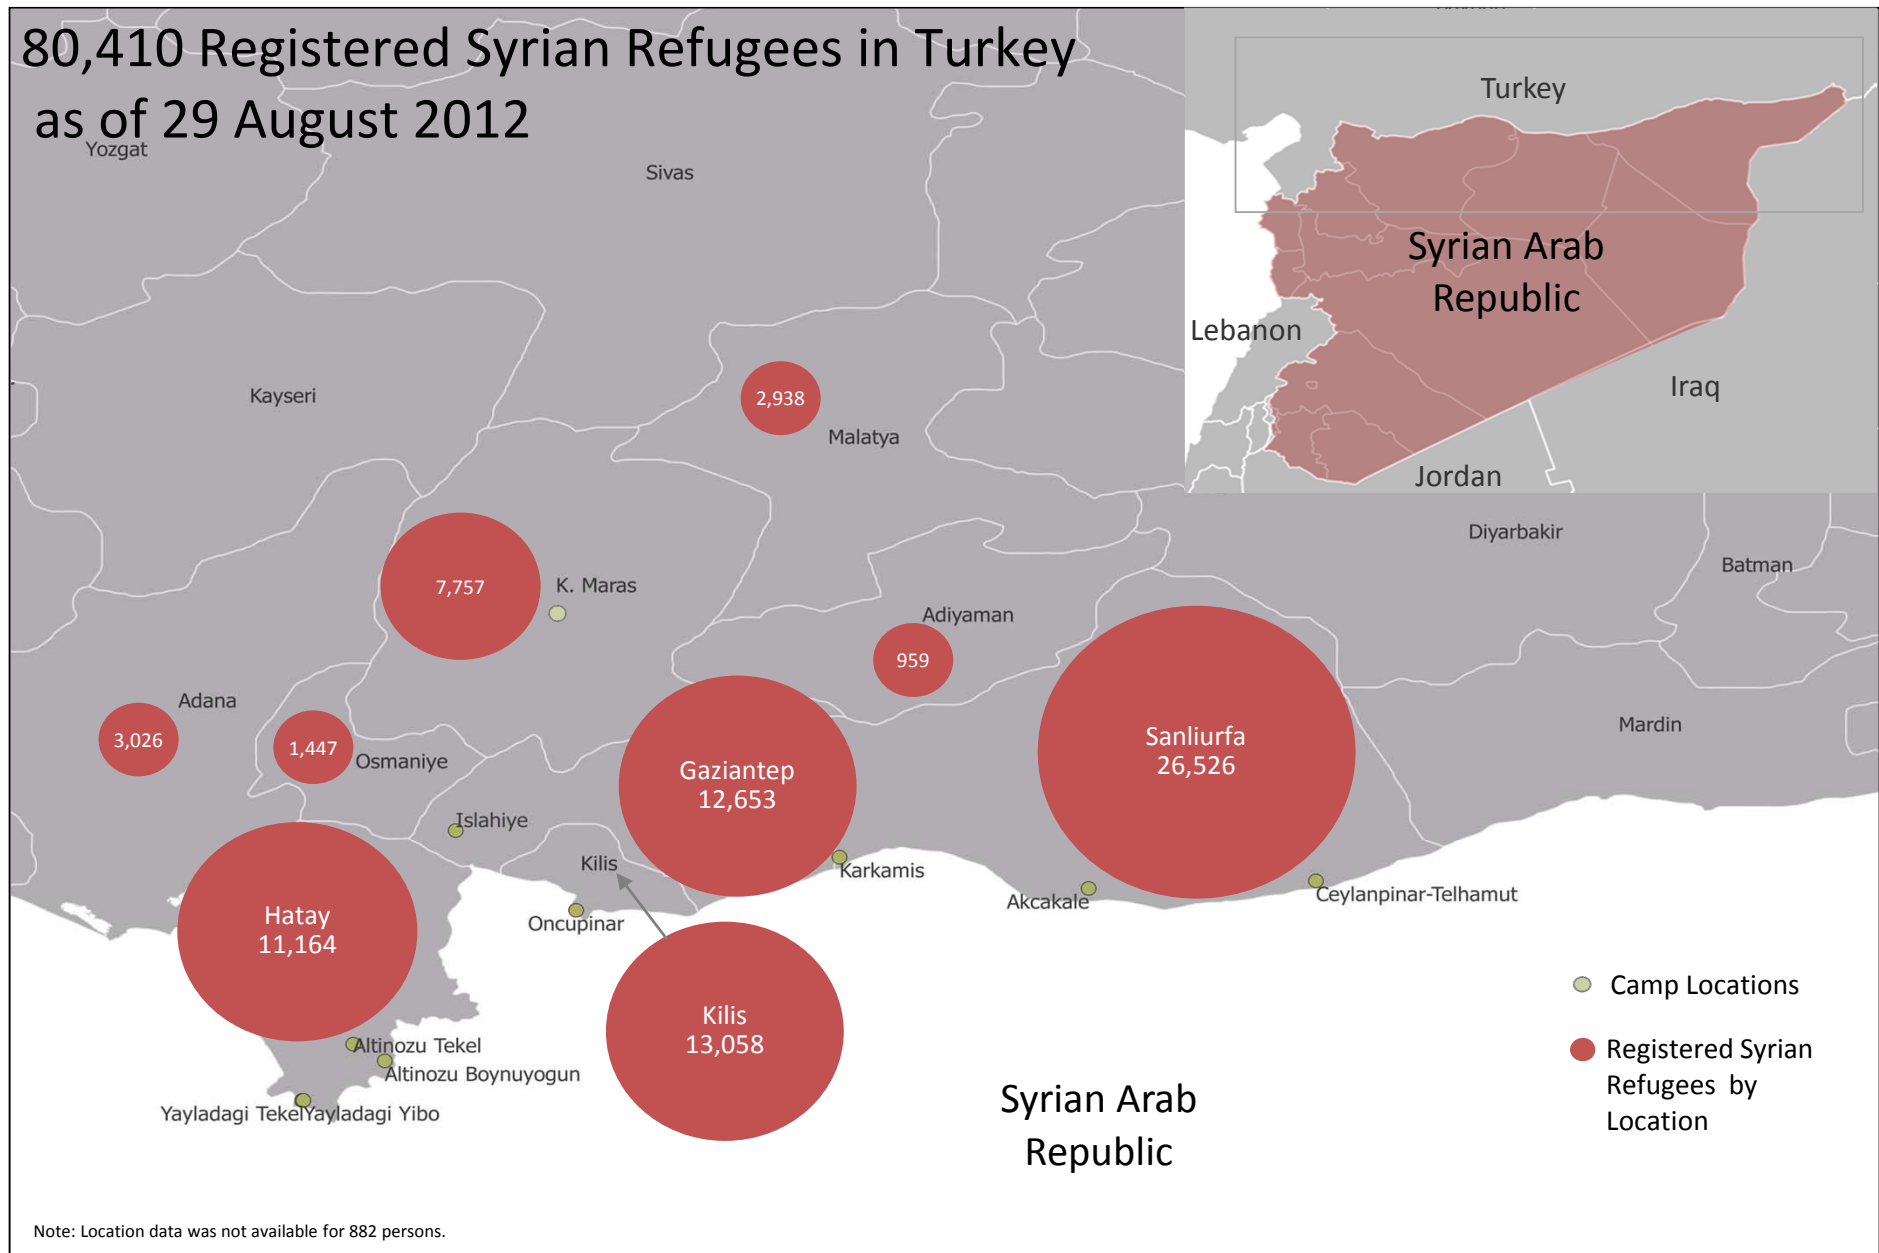 80,410 Registered Syrian Refugees in Turkey
as of 29 August 2012
Turkey
Syrian Arab
Republic
Lebanon
Iraq
Jordan
Yozgat
Sivas
Kayseri
2,938
Malatya
Diyarbakir
Batman
7,757
K. Maras
Adiyaman
959
Adana
3,026
1,447
Osmaniye
Gaziantep
12,653
Sanliurfa
26,526
Mardin
Islahiye
Kilis
Karkamis
Akcakale
Ceylanpinar-Telhamut
Oncupinar
Hatay
11,164
Kilis
13,058
Altinozu Tekel
Altinozu Boynuyogun
Yayladagi Tekel
Yayladagi Yibo
Syrian Arab
Republic
Camp Locations
Registered Syrian
Refugees by
Location
Note: Location data was not available for 882 persons.